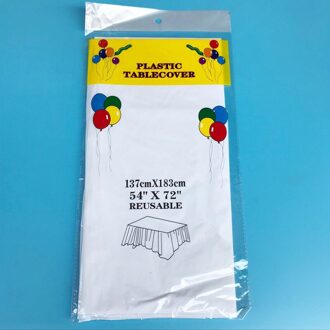 PLASTIC
TABLECOVER
137cmX183cm
54" X 72"
REUSABLE